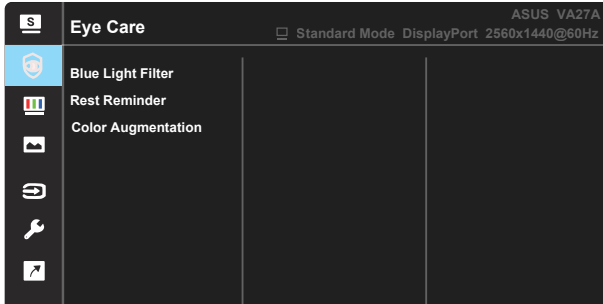 S
ASUS VA27A
Eye Care
Standard Mode DisplayPort 2560x1440@60Hz
Blue Light Filter
Rest Reminder
Color Augmentation